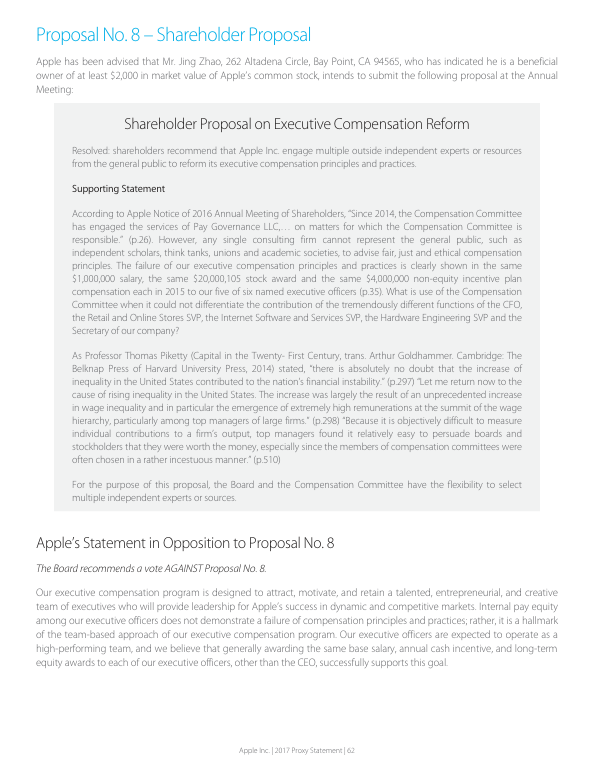 Proposal No. 8 – Shareholder Proposal
Apple has been advised that Mr. Jing Zhao, 262 Altadena Circle, Bay Point, CA 94565, who has indicated he is a beneficial
owner of at least $2,000 in market value of Apple’s common stock, intends to submit the following proposal at the Annual
Meeting:
Shareholder Proposal on Executive Compensation Reform
Resolved: shareholders recommend that Apple Inc. engage multiple outside independent experts or resources
from the general public to reform its executive compensation principles and practices.
Supporting Statement
According to Apple Notice of 2016 Annual Meeting of Shareholders, “Since 2014, the Compensation Committee
has engaged the services of Pay Governance LLC,… on matters for which the Compensation Committee is
responsible.” (p.26). However, any single consulting firm cannot represent the general public, such as
independent scholars, think tanks, unions and academic societies, to advise fair, just and ethical compensation
principles. The failure of our executive compensation principles and practices is clearly shown in the same
$1,000,000 salary, the same $20,000,105 stock award and the same $4,000,000 non-equity incentive plan
compensation each in 2015 to our five of six named executive officers (p.35). What is use of the Compensation
Committee when it could not differentiate the contribution of the tremendously different functions of the CFO,
the Retail and Online Stores SVP, the Internet Software and Services SVP, the Hardware Engineering SVP and the
Secretary of our company?
As Professor Thomas Piketty (Capital in the Twenty- First Century, trans. Arthur Goldhammer. Cambridge: The
Belknap Press of Harvard University Press, 2014) stated, “there is absolutely no doubt that the increase of
inequality in the United States contributed to the nation’s financial instability.” (p.297) “Let me return now to the
cause of rising inequality in the United States. The increase was largely the result of an unprecedented increase
in wage inequality and in particular the emergence of extremely high remunerations at the summit of the wage
hierarchy, particularly among top managers of large firms.” (p.298) “Because it is objectively difficult to measure
individual contributions to a firm’s output, top managers found it relatively easy to persuade boards and
stockholders that they were worth the money, especially since the members of compensation committees were
often chosen in a rather incestuous manner.” (p.510)
For the purpose of this proposal, the Board and the Compensation Committee have the flexibility to select
multiple independent experts or sources.
Apple’s Statement in Opposition to Proposal No. 8
The Board recommends a vote AGAINST Proposal No. 8.
Our executive compensation program is designed to attract, motivate, and retain a talented, entrepreneurial, and creative
team of executives who will provide leadership for Apple’s success in dynamic and competitive markets. Internal pay equity
among our executive officers does not demonstrate a failure of compensation principles and practices; rather, it is a hallmark
of the team-based approach of our executive compensation program. Our executive officers are expected to operate as a
high-performing team, and we believe that generally awarding the same base salary, annual cash incentive, and long-term
equity awards to each of our executive officers, other than the CEO, successfully supports this goal.
Apple Inc. | 2017 Proxy Statement | 62